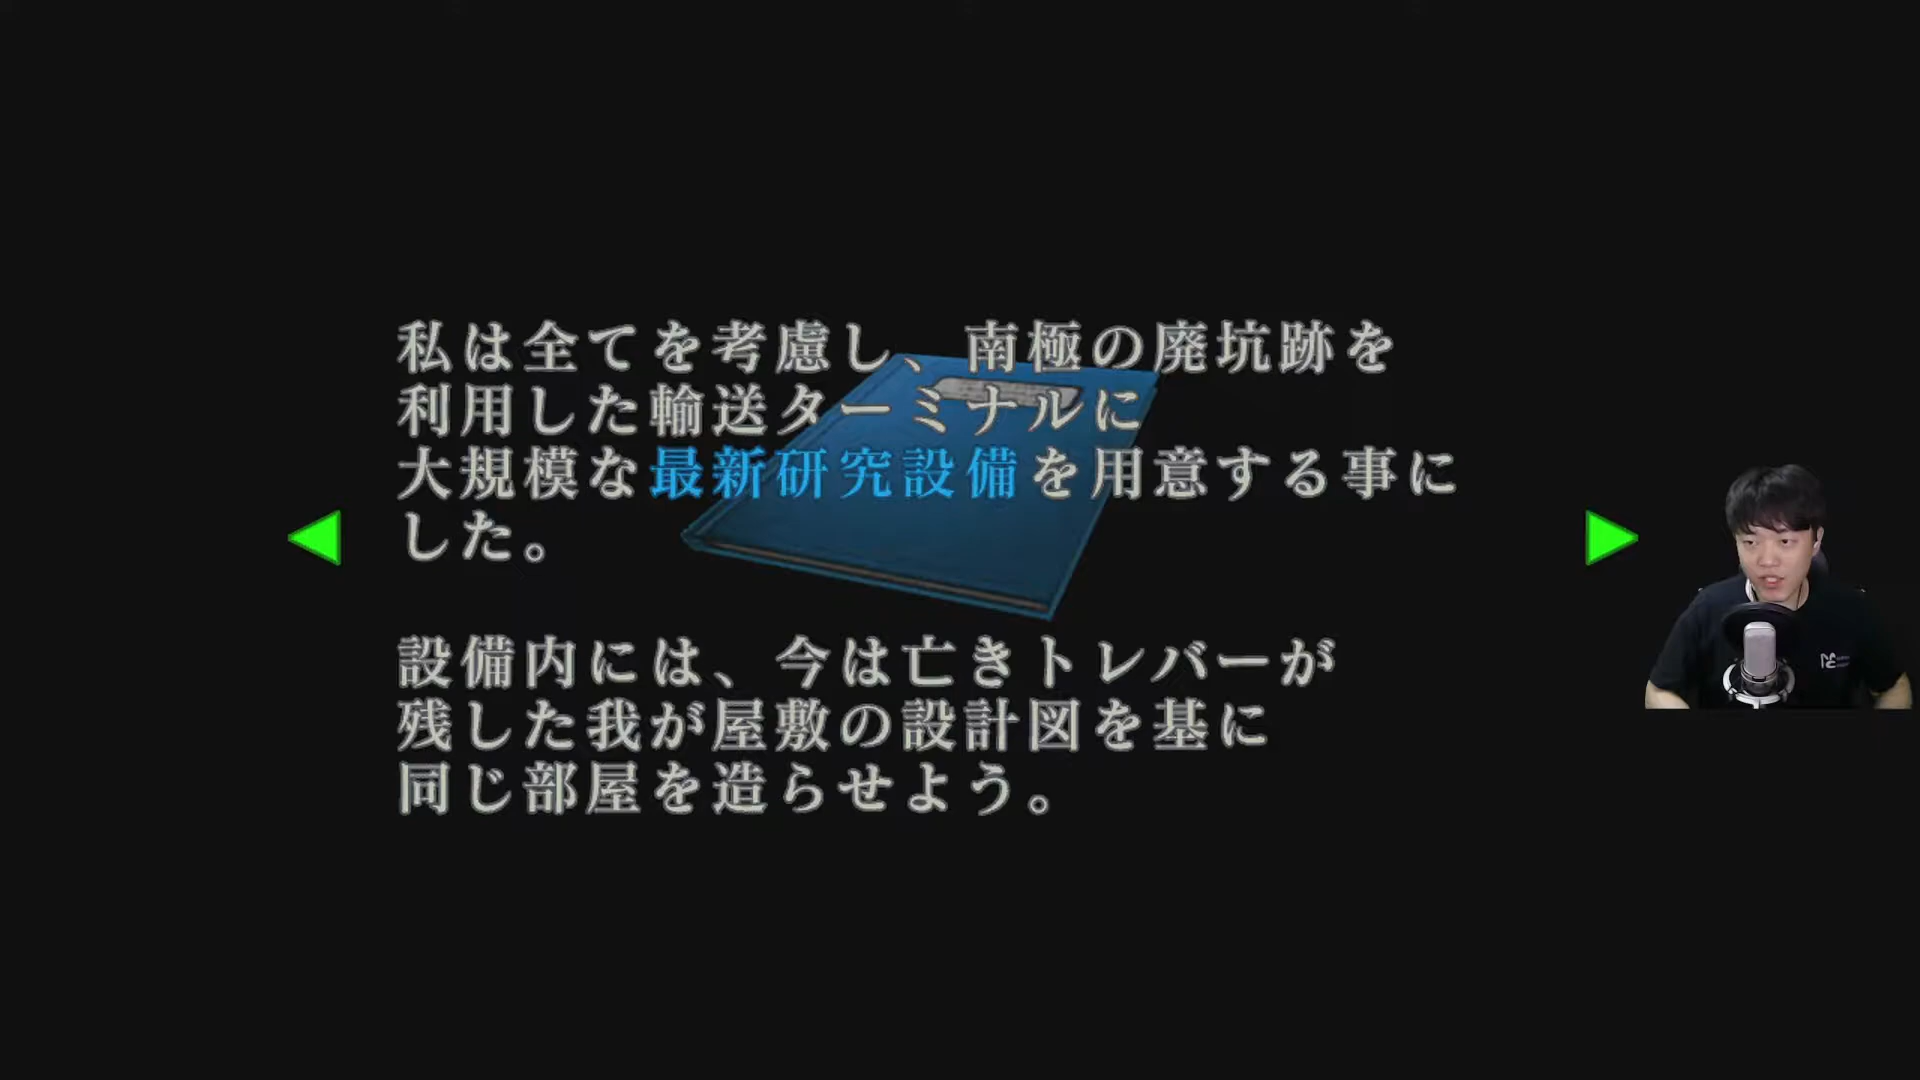 私は全てを考慮し、南極の廃坑跡を
利用した輸送ターミナルに
大規模な最新研究設備を用意する事に
した。
設備内には、今は亡きトレバーが
残した我が屋敷の設計図を基に
同じ部屋を造らせよう。